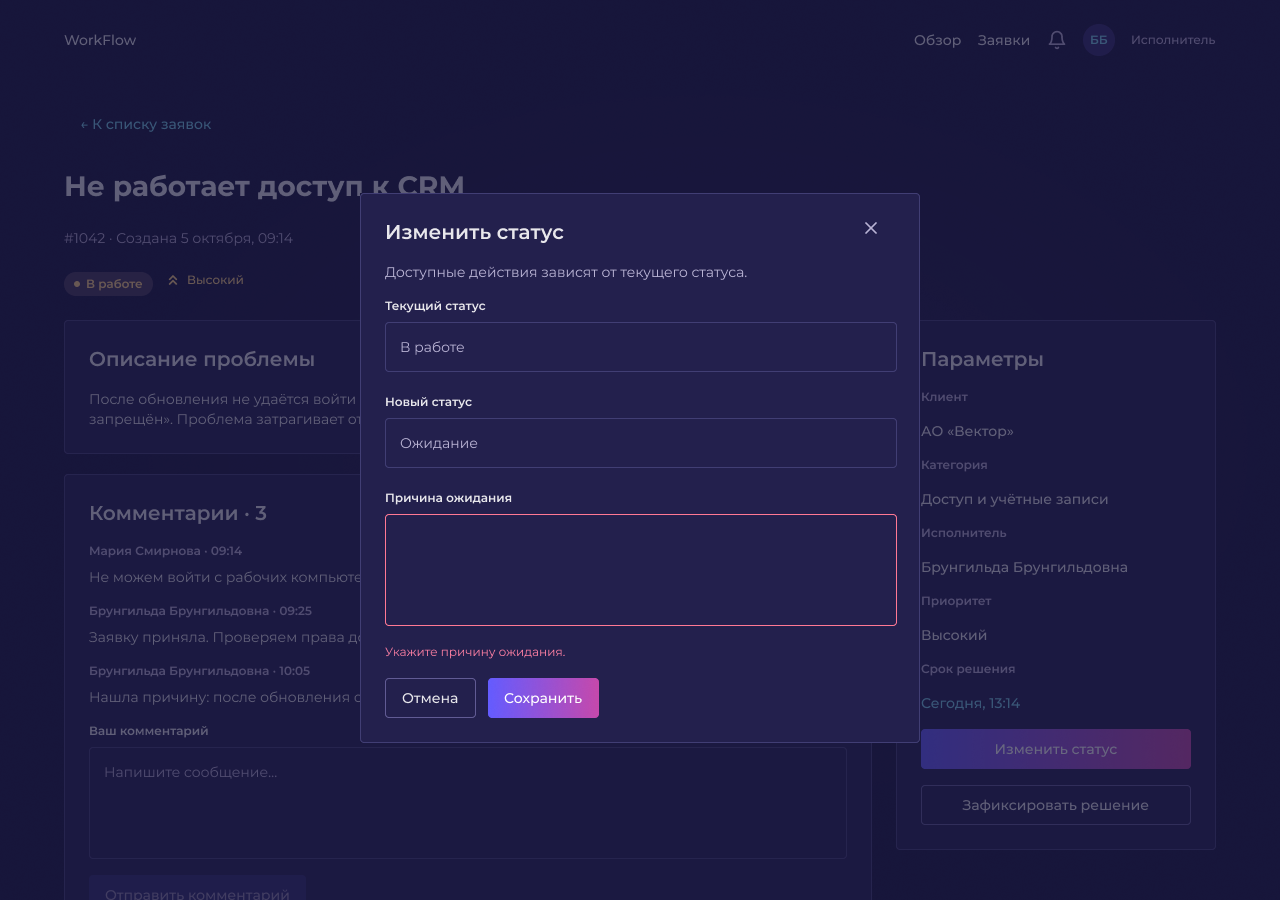 WorkFlow
Обзор
Заявки
ББ
Исполнитель
← К списку заявок
Не работает доступ к CRM
#1042 · Создана 5 октября, 09:14
В работе
Высокий
Изменить статус
Доступные действия зависят от текущего статуса.
Текущий статус
В работе
Новый статус
Ожидание
Причина ожидания
Укажите причину ожидания.
Отмена
Сохранить
Описание проблемы
После обновления не удаётся войти
запрещён». Проблема затрагивает
Комментарии · 3
Мария Смирнова · 09:14
Не можем войти с рабочих
Брунгильда Брунгильдовна · 09:25
Заявку приняла. Проверяем права
Брунгильда Брунгильдовна · 10:05
Нашла причину: после обновления
Ваш комментарий
Напишите сообщение...
Отправить комментарий
Параметры
Клиент
АО «Вектор»
Категория
Доступ и учётные записи
Исполнитель
Брунгильда Брунгильдовна
Приоритет
Высокий
Срок решения
Сегодня, 13:14
Изменить статус
Зафиксировать решение